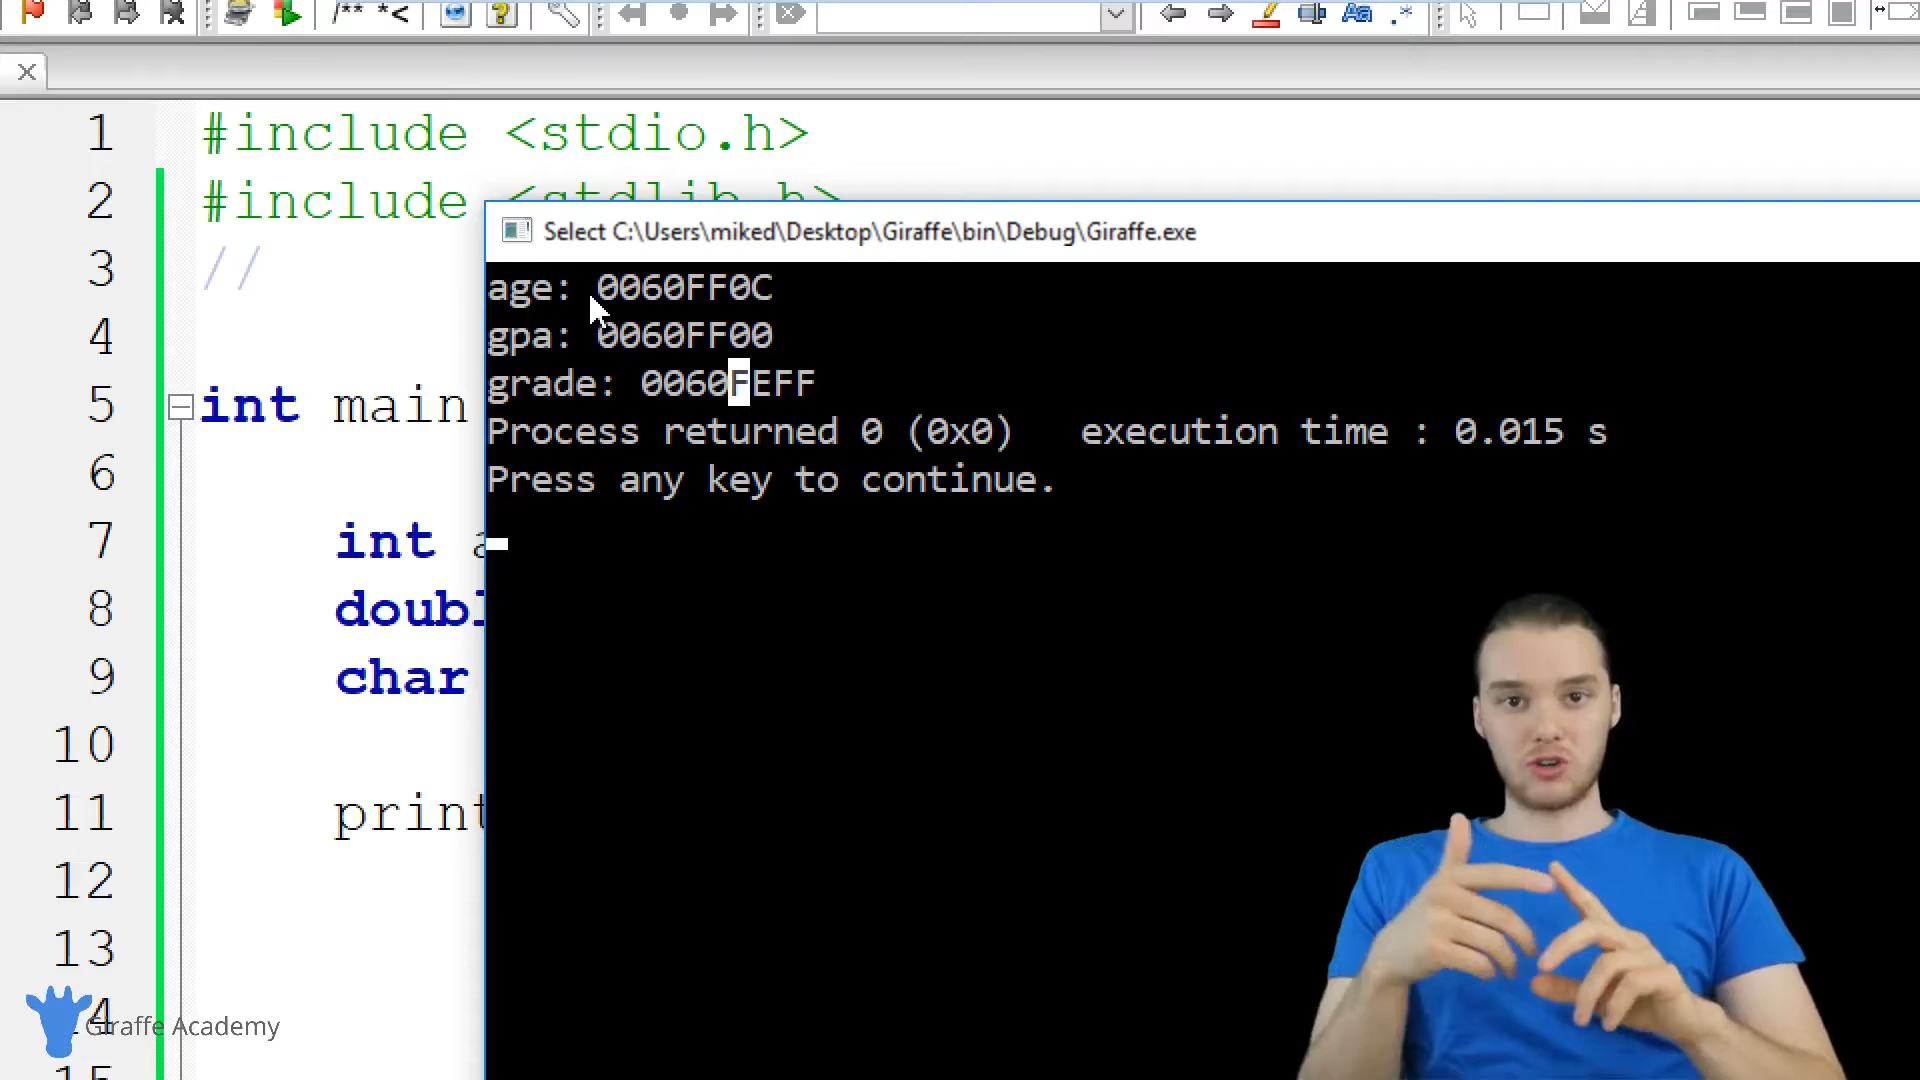 1 #include <stdio.h>
2 #include <stdlib.h>
Select C:\Users\miked\Desktop\Giraffe\bin\Debug\Giraffe.exe
3 //
age: 0060FF0C
4
gpa: 0060FF00
grade: 0060FEFF
5 int main
Process returned 0 (0x0)   execution time : 0.015 s
6
Press any key to continue.
7 int
8
9 char
10
11
12
13
Giraffe Academy